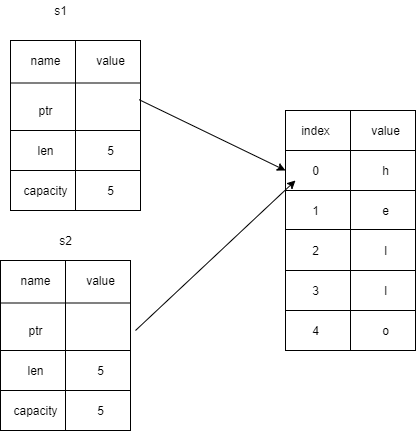 s1
name value
ptr
len 5
capacity 5
s2
name value
ptr
len 5
capacity 5
index value
0 h
1 e
2 l
3 l
4 o